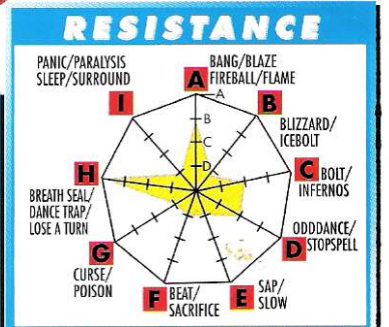 RESISTANCE
PANIC/PARALYSIS
SLEEP/SURROUND
BANG/BLAZE
FIREBALL/FLAME
A
A
B
C
D
I
B
BLIZZARD/
ICEBOLT
H
C
BOLT/
INFERNOS
BREATH SEAL/
DANCE TRAP/
LOSE A TURN
D
ODDDANCE/
STOPSPELL
G
CURSE/
POISON
F
BEAT/
SACRIFICE
E
SAP/
SLOW